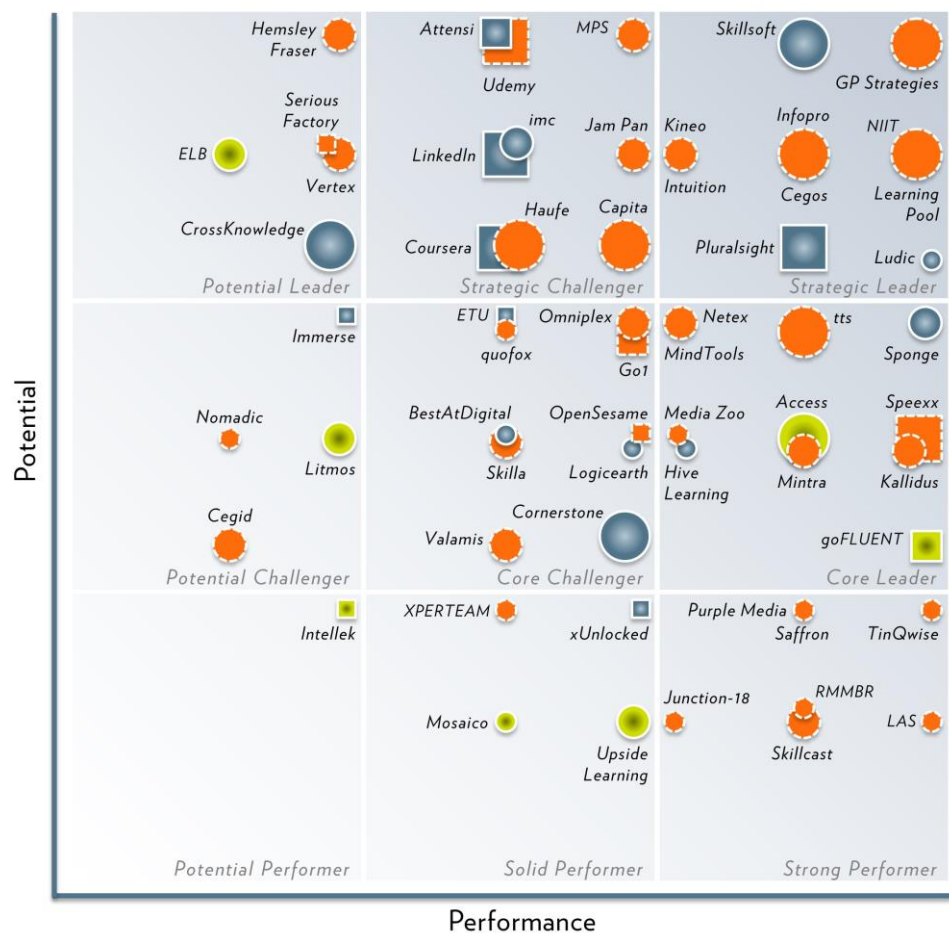 Hemsley
Fraser
Serious
Factory
ELB
Vertex
CrossKnowledge
Potential Leader
Attensi
MPS
Udemy
imc
Jam Pan
LinkedIn
Haufe
Capita
Coursera
Strategic Challenger
Skillsoft
GP Strategies
Kineo
Infopro
NIIT
Intuition
Cegos
Learning
Pool
Pluralsight
Ludic
Strategic Leader
Immerse
Nomadic
Litmos
Cegid
Potential Challenger
ETU
Omniplex
quofox
Go1
BestAtDigital
OpenSesame
Skilla
Logicearth
Cornerstone
Valamis
Core Challenger
Netex
tts
MindTools
Sponge
Media Zoo
Access
Speexx
Hive
Learning
Mintra
Kallidus
goFLUENT
Core Leader
Intellek
Potential Performer
XPERTEAM
xUnlocked
Mosaico
Upside
Learning
Solid Performer
Purple Media
Saffron
TinQwise
Junction-18
RMMBR
LAS
Skillcast
Strong Performer
Potential
Performance